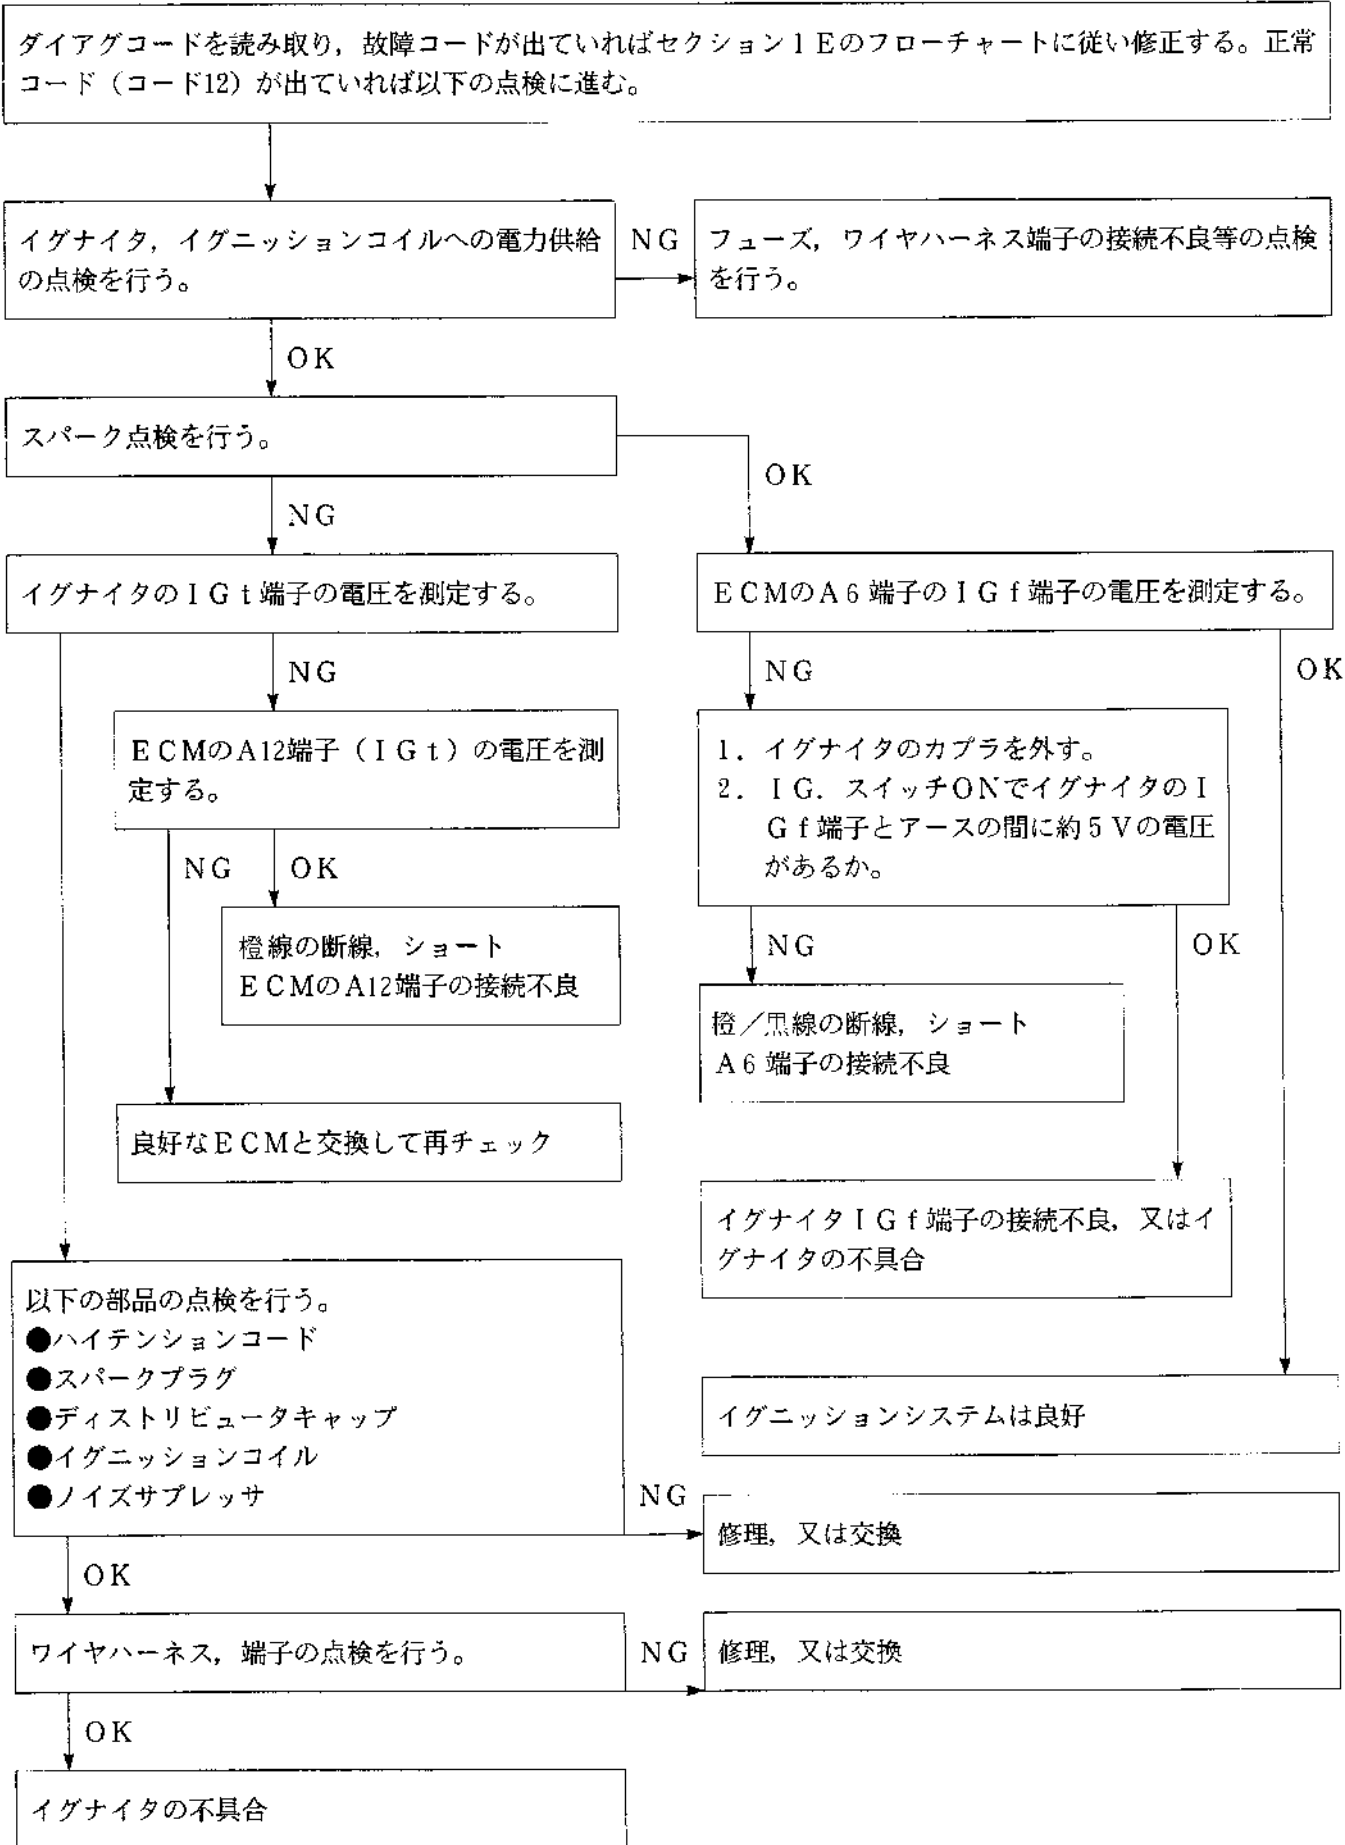 ダイアグコードを読み取り，故障コードが出ていればセクション１Ｅのフローチャートに従い修正する。正常
コード（コード12）が出ていれば以下の点検に進む。
イグナイタ，イグニッションコイルへの電力供給
の点検を行う。
NG
フューズ，ワイヤハーネス端子の接続不良等の点検
を行う。
OK
スパーク点検を行う。
OK
NG
イグナイタのＩＧｔ端子の電圧を測定する。
ＥＣＭのＡ６端子のＩＧｆ端子の電圧を測定する。
NG
NG
OK
ＥＣＭのＡ12端子（ＩＧｔ）の電圧を測
定する。
１．イグナイタのカプラを外す。
２．ＩＧ．スイッチONでイグナイタのＩ
Ｇｆ端子とアースの間に約５Ｖの電圧
があるか。
NG
OK
橙線の断線，ショート
ＥＣＭのＡ12端子の接続不良
NG
OK
橙／黒線の断線，ショート
Ａ６端子の接続不良
良好なＥＣＭと交換して再チェック
イグナイタＩＧｆ端子の接続不良，又はイ
グナイタの不具合
以下の部品の点検を行う。
●ハイテンションコード
●スパークプラグ
●ディストリビュータキャップ
●イグニッションコイル
●ノイズサプレッサ
イグニッションシステムは良好
NG
修理，又は交換
OK
ワイヤハーネス，端子の点検を行う。
NG
修理，又は交換
OK
イグナイタの不具合